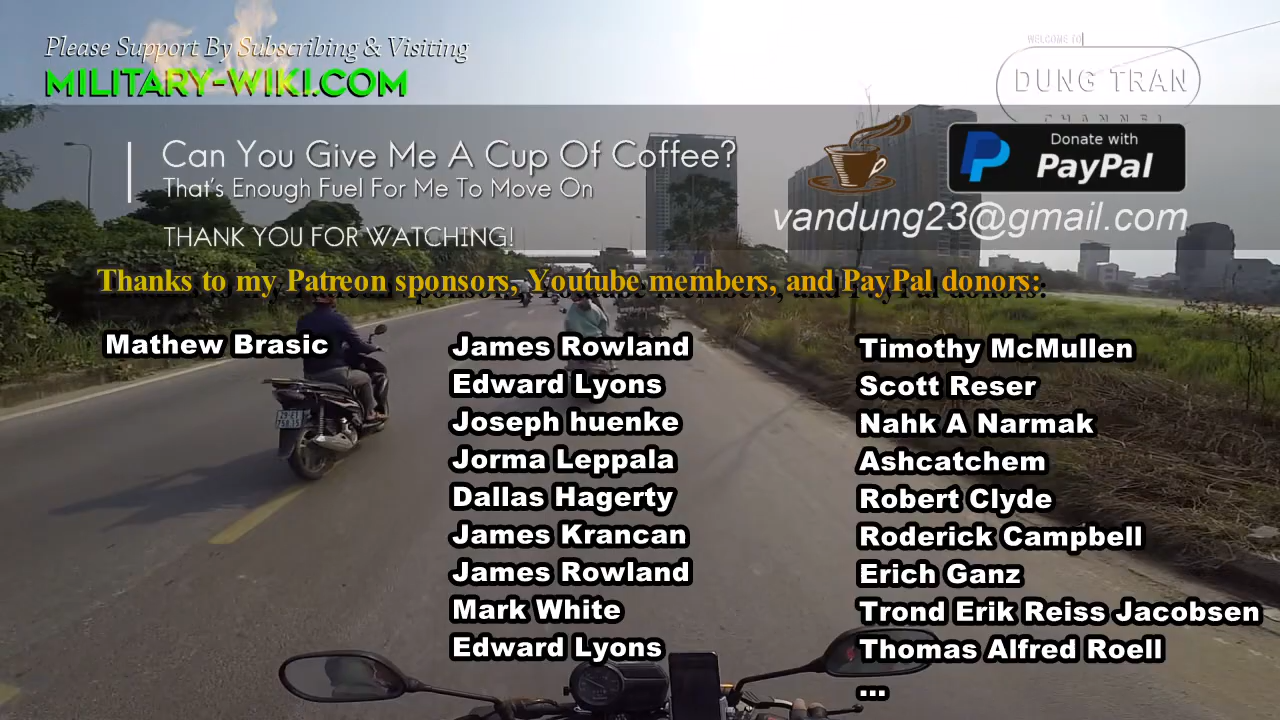 Please Support By Subscribing & Visiting
MILITARY-WIKI.COM
WELCOME TO
DUNG TRAN
CHANNEL
Can You Give Me A Cup Of Coffee?
That's Enough Fuel For Me To Move On
THANK YOU FOR WATCHING!
Donate with
PayPal
vandung23@gmail.com
Thanks to my Patreon sponsors, Youtube members, and PayPal donors:
Mathew Brasic
James Rowland
Edward Lyons
Joseph huenke
Jorma Leppala
Dallas Hagerty
James Krancan
James Rowland
Mark White
Edward Lyons
Timothy McMullen
Scott Reser
Nahk A Narmak
Ashcatchem
Robert Clyde
Roderick Campbell
Erich Ganz
Trond Erik Reiss Jacobsen
Thomas Alfred Roell
...